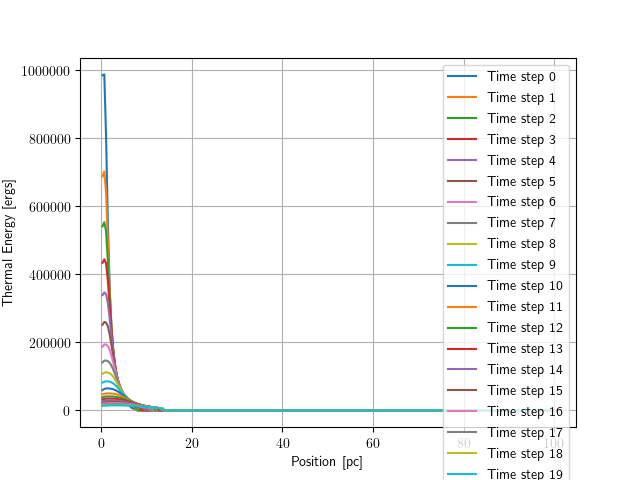 1000000
800000
600000
400000
200000
0
Thermal Energy [ergs]
0 20 40 60 80 100
Position [pc]
Time step 0
Time step 1
Time step 2
Time step 3
Time step 4
Time step 5
Time step 6
Time step 7
Time step 8
Time step 9
Time step 10
Time step 11
Time step 12
Time step 13
Time step 14
Time step 15
Time step 16
Time step 17
Time step 18
Time step 19